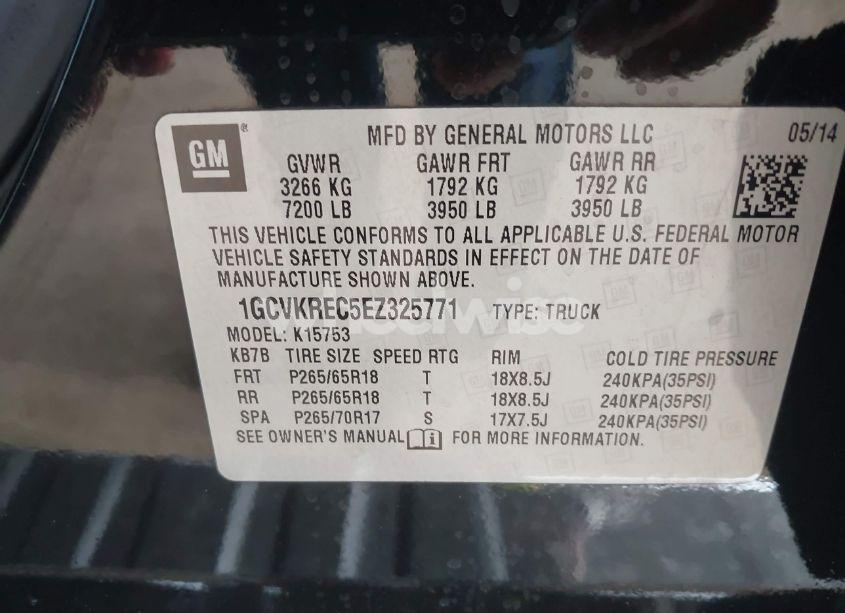 GM®
MFD BY GENERAL MOTORS LLC 05/14
GVWR GAWR FRT GAWR RR
3266 KG 1792 KG 1792 KG
7200 LB 3950 LB 3950 LB
THIS VEHICLE CONFORMS TO ALL APPLICABLE U.S. FEDERAL MOTOR
VEHICLE SAFETY STANDARDS IN EFFECT ON THE DATE OF
MANUFACTURE SHOWN ABOVE.
1GCVKREC5EZ325771 TYPE: TRUCK
MODEL: K15753
KB7B TIRE SIZE SPEED RTG RIM COLD TIRE PRESSURE
FRT P265/65R18 T 18X8.5J 240KPA(35PSI)
RR P265/65R18 T 18X8.5J 240KPA(35PSI)
SPA P265/70R17 S 17X7.5J 240KPA(35PSI)
SEE OWNER'S MANUAL FOR MORE INFORMATION.